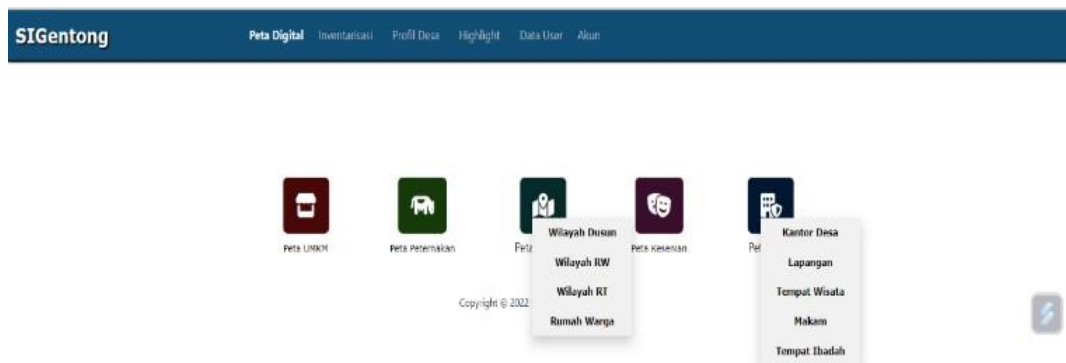 SIGentong
Peta Digital Inventarisasi Profil Desa Highlight Data User Akun
Peta UMKM Peta Peternakan Peta Kesenian
Wilayah Dusun
Wilayah RW
Wilayah RT
Rumah Warga
Kantor Desa
Lapangan
Tempat Wisata
Makam
Tempat Ibadah
Copyright © 2022